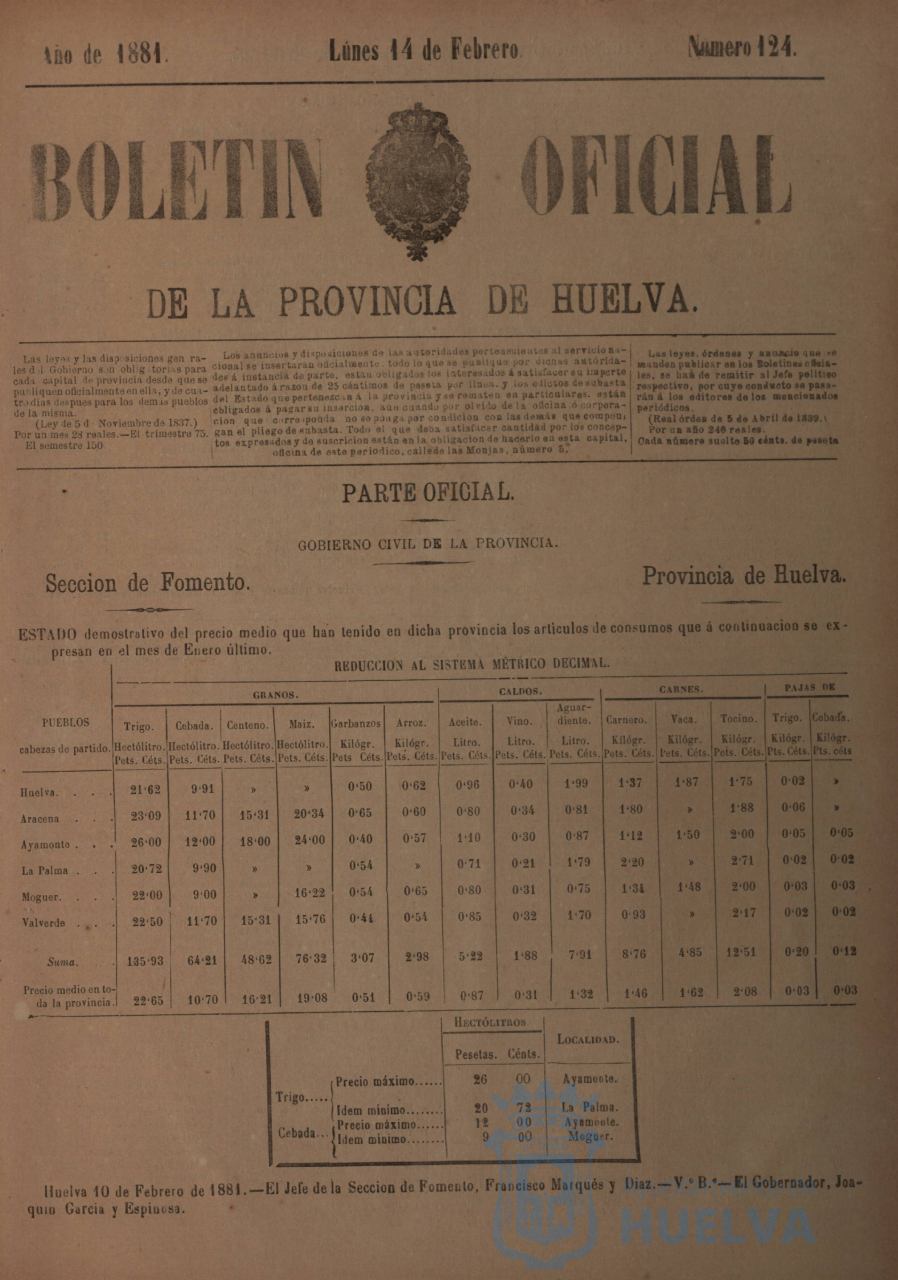 Año de 1881.
Lúnes 14 de Febrero.
Numero 124.
BOLETIN OFICIAL
DE LA PROVINCIA DE HUELVA.
Las leyes y las disposiciones gen rales del Gobierno son oblig torias para
cada capital de provincia desde que se
publiquen oficialmente en ella, y de cuatro dias despues para los demás pueblos
de la misma.
(Ley de 5 d Noviembre de 1837.)
Por un mes 28 reales.—El trimestre 75.
El semestre 150.
Los anuncios y disposiciones de las autoridades pertenecientes al servicio nacional se insertarán oficialmente: todo lo que se publique por dichas autoridades á instancia de parte, estan obligados los interesados á satisfacer su importe
adelantado á razon de 25 céntimos de peseta por línea, y los edictos de subasta
del Estado que pertenezcan á la provincia y se rematen en particulares, están
obligados á pagar su insercion, aun cuando por olvido de la oficina ó corporacion que corresponda no se ponga por condicion con las demás que compongan el pliego de subasta. Todo el que deba satisfacer cantidad por los conceptos expresados y de suscricion están en la obligacion de hacerlo en esta capital,
oficina de este periodico, calle de las Monjas, número 5.
Las leyes, órdenes y anuncio que se
manden publicar en los Boletines oficiales, se han de remitir al Jefe político
respectivo, por cuyo conducto se pasarán á los editores de los mencionados
periódicos.
(Real órden de 5 de Abril de 1839.)
Por un año 240 reales.
Cada número suelto 50 cénts. de peseta
PARTE OFICIAL.
GOBIERNO CIVIL DE LA PROVINCIA.
Seccion de Fomento.
Provincia de Huelva.
ESTADO demostrativo del precio medio que han tenido en dicha provincia los artículos de consumos que á continuacion se ex-
presan en el mes de Enero último.
REDUCCION AL SISTEMA MÉTRICO DECIMAL.
GRANOS. CALDOS. CARNES. PAJAS DE
PUEBLOS cabezas de partido. Trigo. Cebada. Centeno. Maiz. Garbanzos Arroz. Aceite. Vino. Aguar-diente. Carnero. Vaca. Tocino. Trigo. Cebada.
Hectólitro. Hectólitro. Hectólitro. Hectólitro. Kilógr. Kilógr. Litro. Litro. Litro. Kilógr. Kilógr. Kilógr. Kilógr. Kilógr.
Pets. Céts. Pets. Céts. Pets. Céts. Pets. Céts. Pets Céts. Pets. Céts. Pets. Céts. Pets. Céts. Pets. Céts. Pets. Céts. Pets. Céts. Pets. Céts. Pts. céts. Pts. céts
Huelva. . . . 21·62 9·91 » » 0·50 0·62 0·96 0·40 1·99 1·37 1·87 1·75 0·02 »
Aracena . . . 23·09 11·70 15·31 20·34 0·65 0·60 0·80 0·34 0·81 1·80 » 1·88 0·06 »
Ayamonte . . . 26·00 12·00 18·00 24·00 0·40 0·57 1·10 0·30 0·87 1·12 1·50 2·00 0·05 0·05
La Palma . . . 20·72 9·90 » » 0·54 » 0·71 0·21 1·79 2·20 » 2·71 0·02 0·02
Moguer. . . . 22·00 9·00 » 16·22 0·54 0·65 0·80 0·31 0·75 1·34 1·48 2·00 0·03 0·03
Valverde . . . 22·50 11·70 15·31 15·76 0·44 0·54 0·85 0·32 1·70 0·93 » 2·17 0·02 0·02
Suma. . 135·93 64·21 48·62 76·32 3·07 2·98 5·22 1·88 7·91 8·76 4·85 12·51 0·20 0·12
Precio medio en to-
da la provincia. 22·65 10·70 16·21 19·08 0·51 0·59 0·87 0·31 1·32 1·46 1·62 2·08 0·03 0·03
HECTÓLITROS
LOCALIDAD.
Pesetas. Cénts.
Trigo..... Precio máximo...... 26 00 Ayamonte.
Idem mínimo........ 20 72 La Palma.
Cebada... Precio máximo...... 12 00 Ayamonte.
Idem mínimo....... 9 00 Moguer.
Huelva 10 de Febrero de 1881.—El Jefe de la Seccion de Fomento, Francisco Marqués y Diaz.—V.° B.°—El Gobernador, Joa-
quin Garcia y Espinosa.
HUELVA